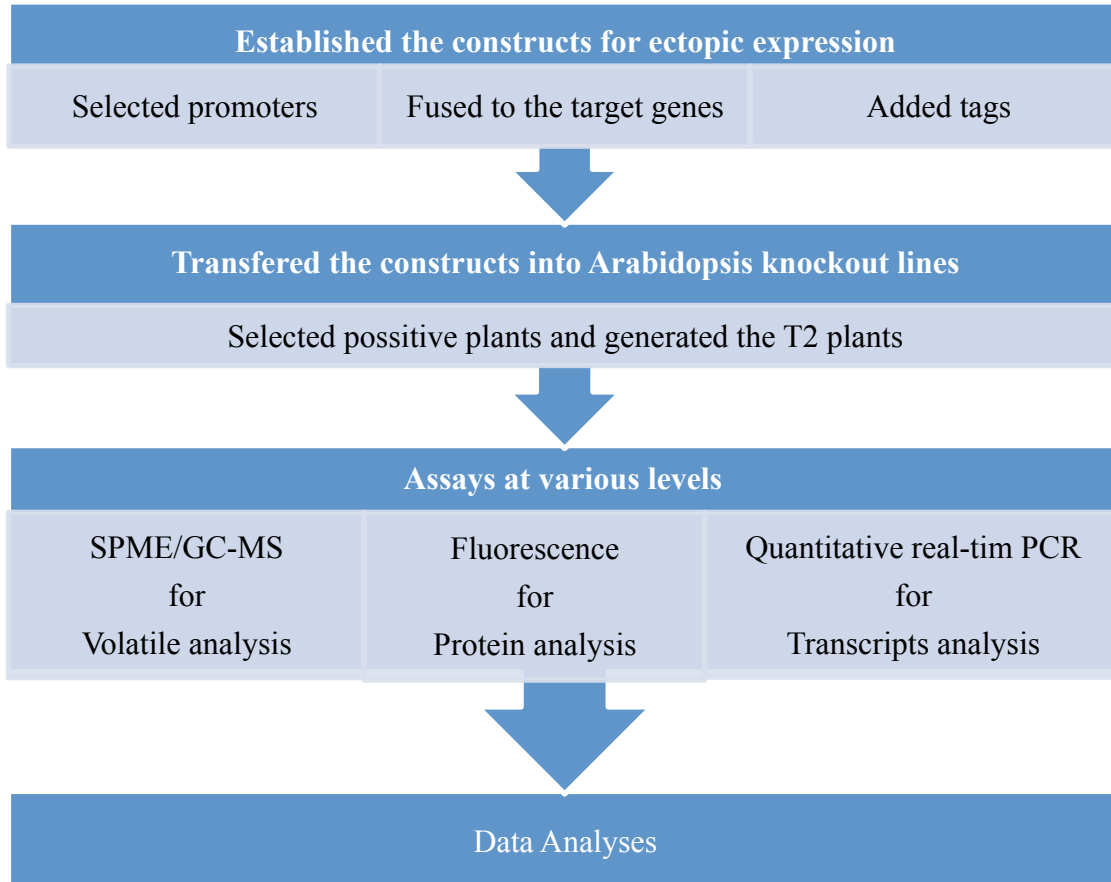 Established the constructs for ectopic expression
Selected promoters
Fused to the target genes
Added tags
Transfered the constructs into Arabidopsis knockout lines
Selected possitive plants and generated the T2 plants
Assays at various levels
SPME/GC-MS
for
Volatile analysis
Fluorescence
for
Protein analysis
Quantitative real-tim PCR
for
Transcripts analysis
Data Analyses